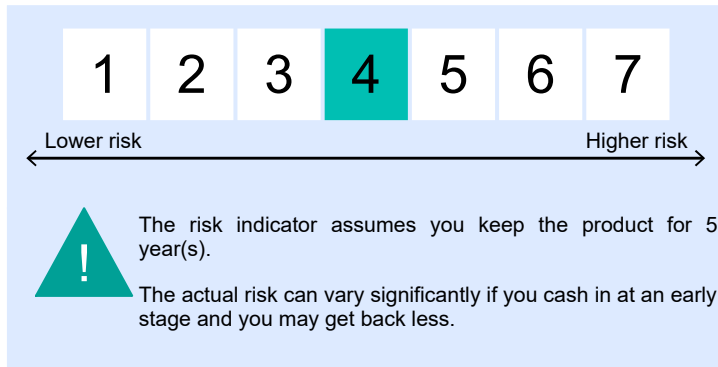 1 2 3 4 5 6 7
Lower risk Higher risk
The risk indicator assumes you keep the product for 5
year(s).
!
The actual risk can vary significantly if you cash in at an early
stage and you may get back less.